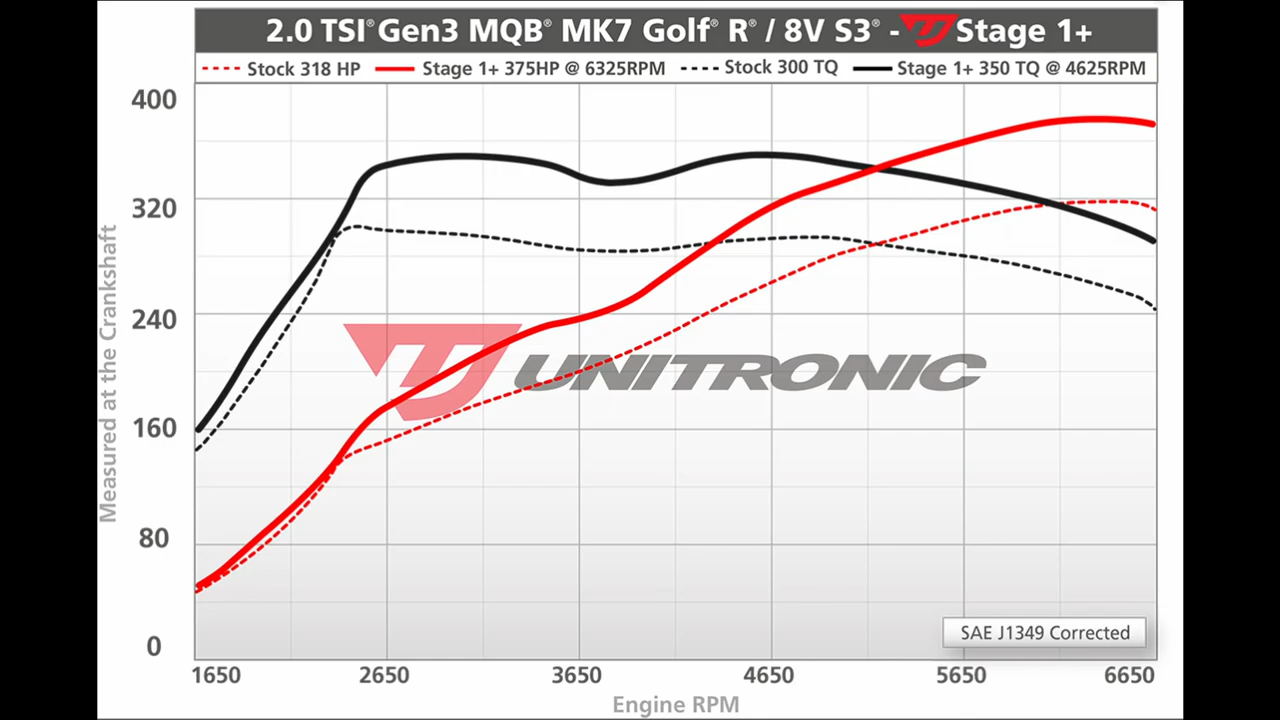 2.0 TSI® Gen3 MQB® MK7 Golf® R® / 8V S3® - Stage 1+
Stock 318 HP Stage 1+ 375HP @ 6325RPM Stock 300 TQ Stage 1+ 350 TQ @ 4625RPM
400
320
240
160
80
0
Measured at the Crankshaft
UNITRONIC
SAE J1349 Corrected
1650 2650 3650 4650 5650 6650
Engine RPM